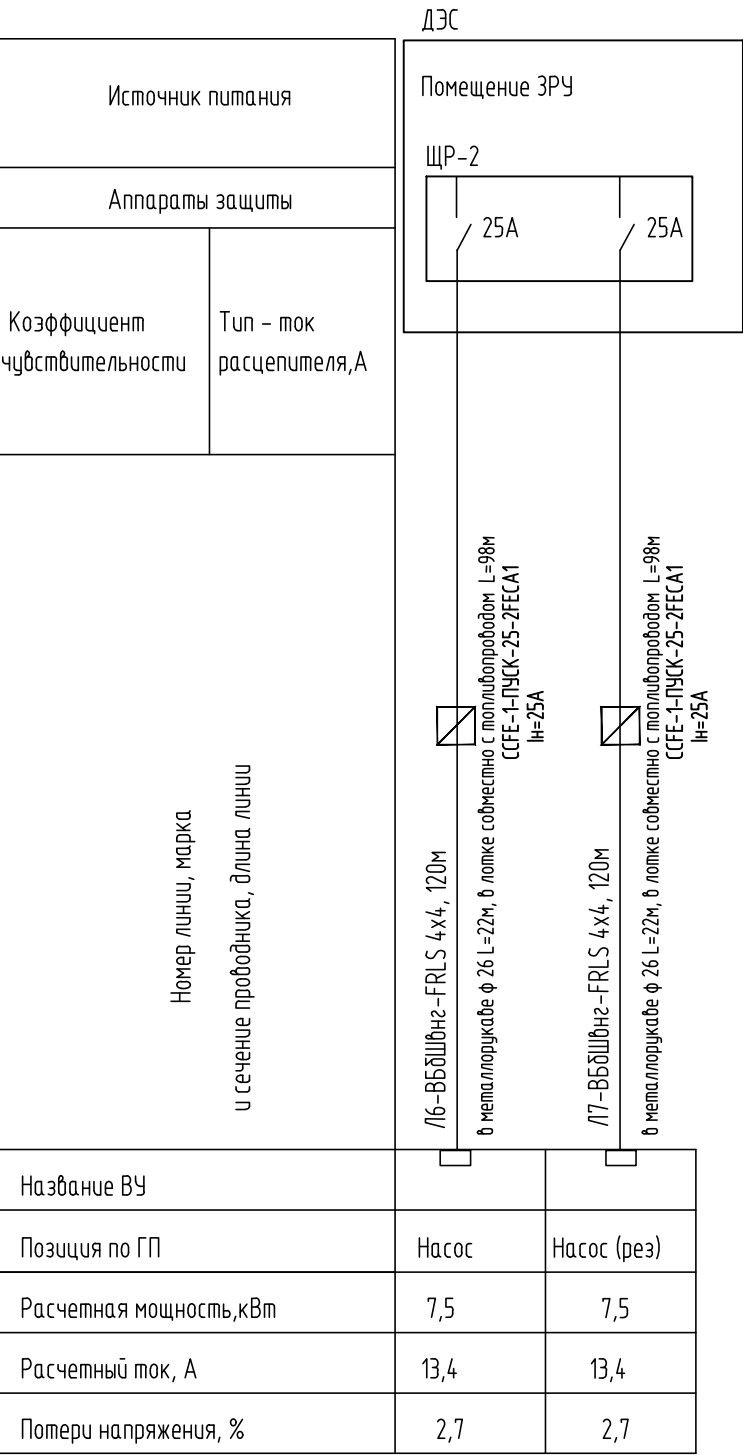 ДЭС
Источник питания
Помещение ЗРУ
ЩР-2
Аппараты защиты
25А
25А
Коэффициент
чувствительности
Тип - ток
расцепителя,А
Номер линии, марка
и сечение проводника, длина линии
Л6-ВБбШвнг-FRLS 4х4, 120м
в металлорукаве ф 26 L=22м, в лотке совместно с топливопроводом L=98м
ССFE-1-ПУСК-25-2FECA1
Iн=25А
Л7-ВБбШвнг-FRLS 4х4, 120м
в металлорукаве ф 26 L=22м, в лотке совместно с топливопроводом L=98м
ССFE-1-ПУСК-25-2FECA1
Iн=25А
Название ВУ
Позиция по ГП
Насос
Насос (рез)
Расчетная мощность,кВт
7,5
7,5
Расчетный ток, А
13,4
13,4
Потери напряжения, %
2,7
2,7